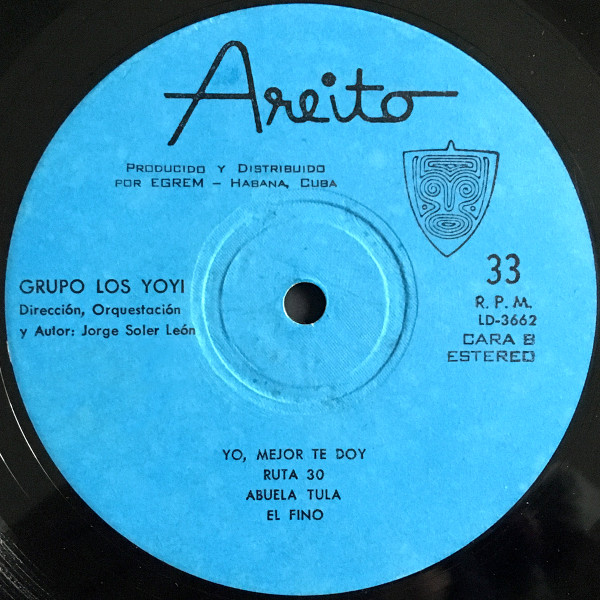 Areito
PRODUCIDO Y DISTRIBUIDO
POR EGREM – HABANA, CUBA
GRUPO LOS YOYI
Dirección, Orquestación
y Autor: Jorge Soler León
33
R. P. M.
LD-3662
CARA B
ESTEREO
YO, MEJOR TE DOY
RUTA 30
ABUELA TULA
EL FINO